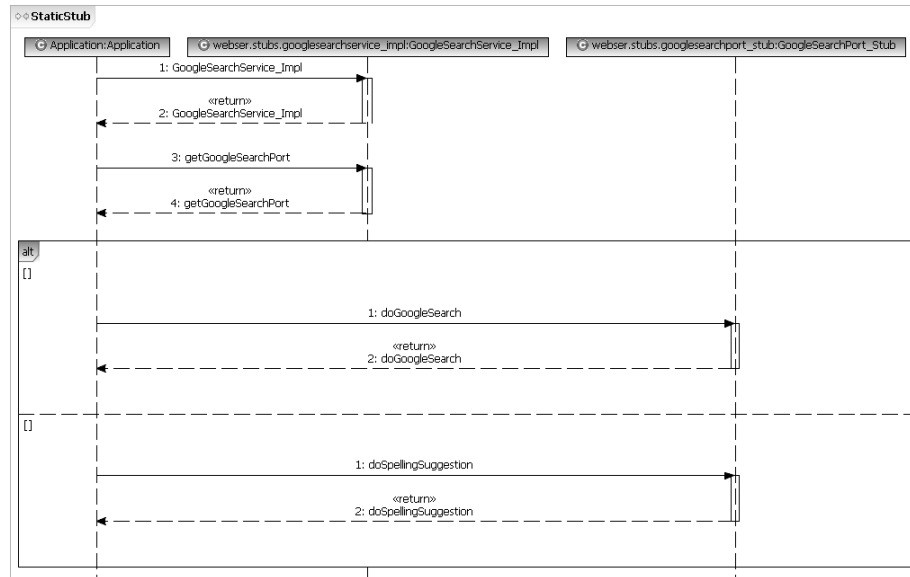 StaticStub
Application:Application
webser.stubs.googlesearchservice_impl:GoogleSearchService_Impl
webser.stubs.googlesearchport_stub:GoogleSearchPort_Stub
1: GoogleSearchService_Impl
«return»
2: GoogleSearchService_Impl
3: getGoogleSearchPort
«return»
4: getGoogleSearchPort
alt
[]
1: doGoogleSearch
«return»
2: doGoogleSearch
[]
1: doSpellingSuggestion
«return»
2: doSpellingSuggestion